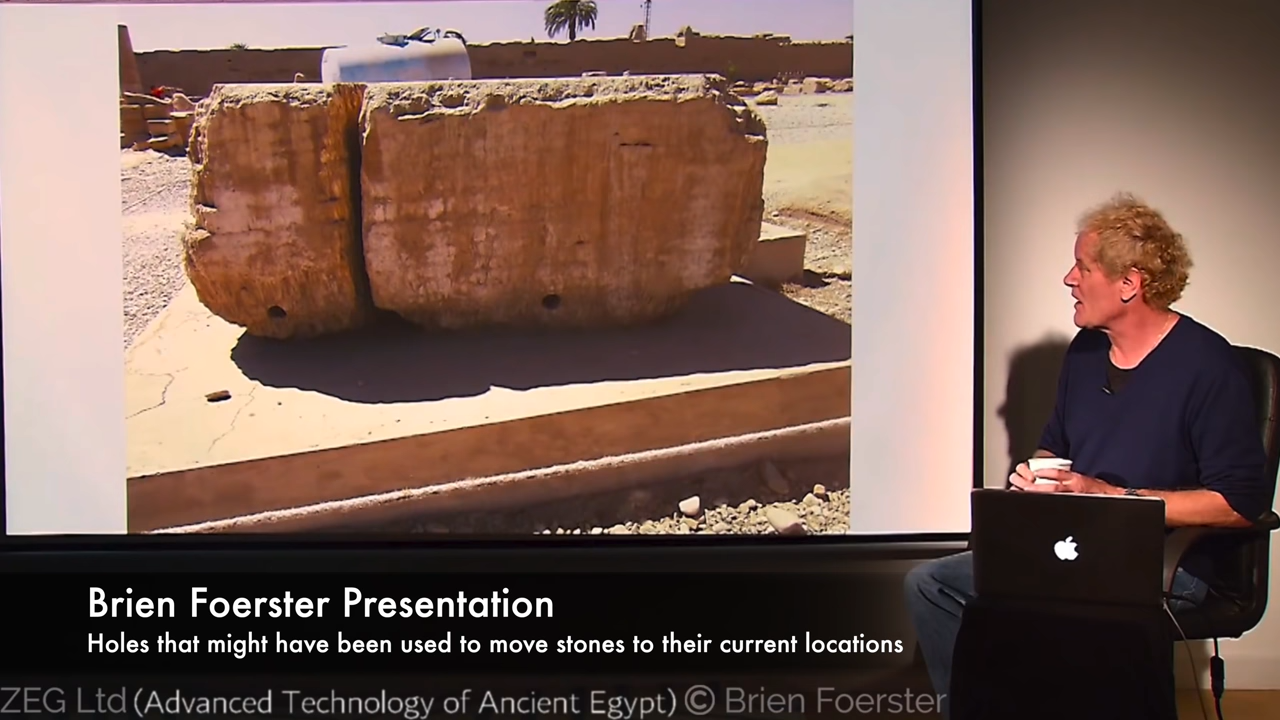 Brien Foerster Presentation
Holes that might have been used to move stones to their current locations
ZEG Ltd (Advanced Technology of Ancient Egypt) © Brien Foerster